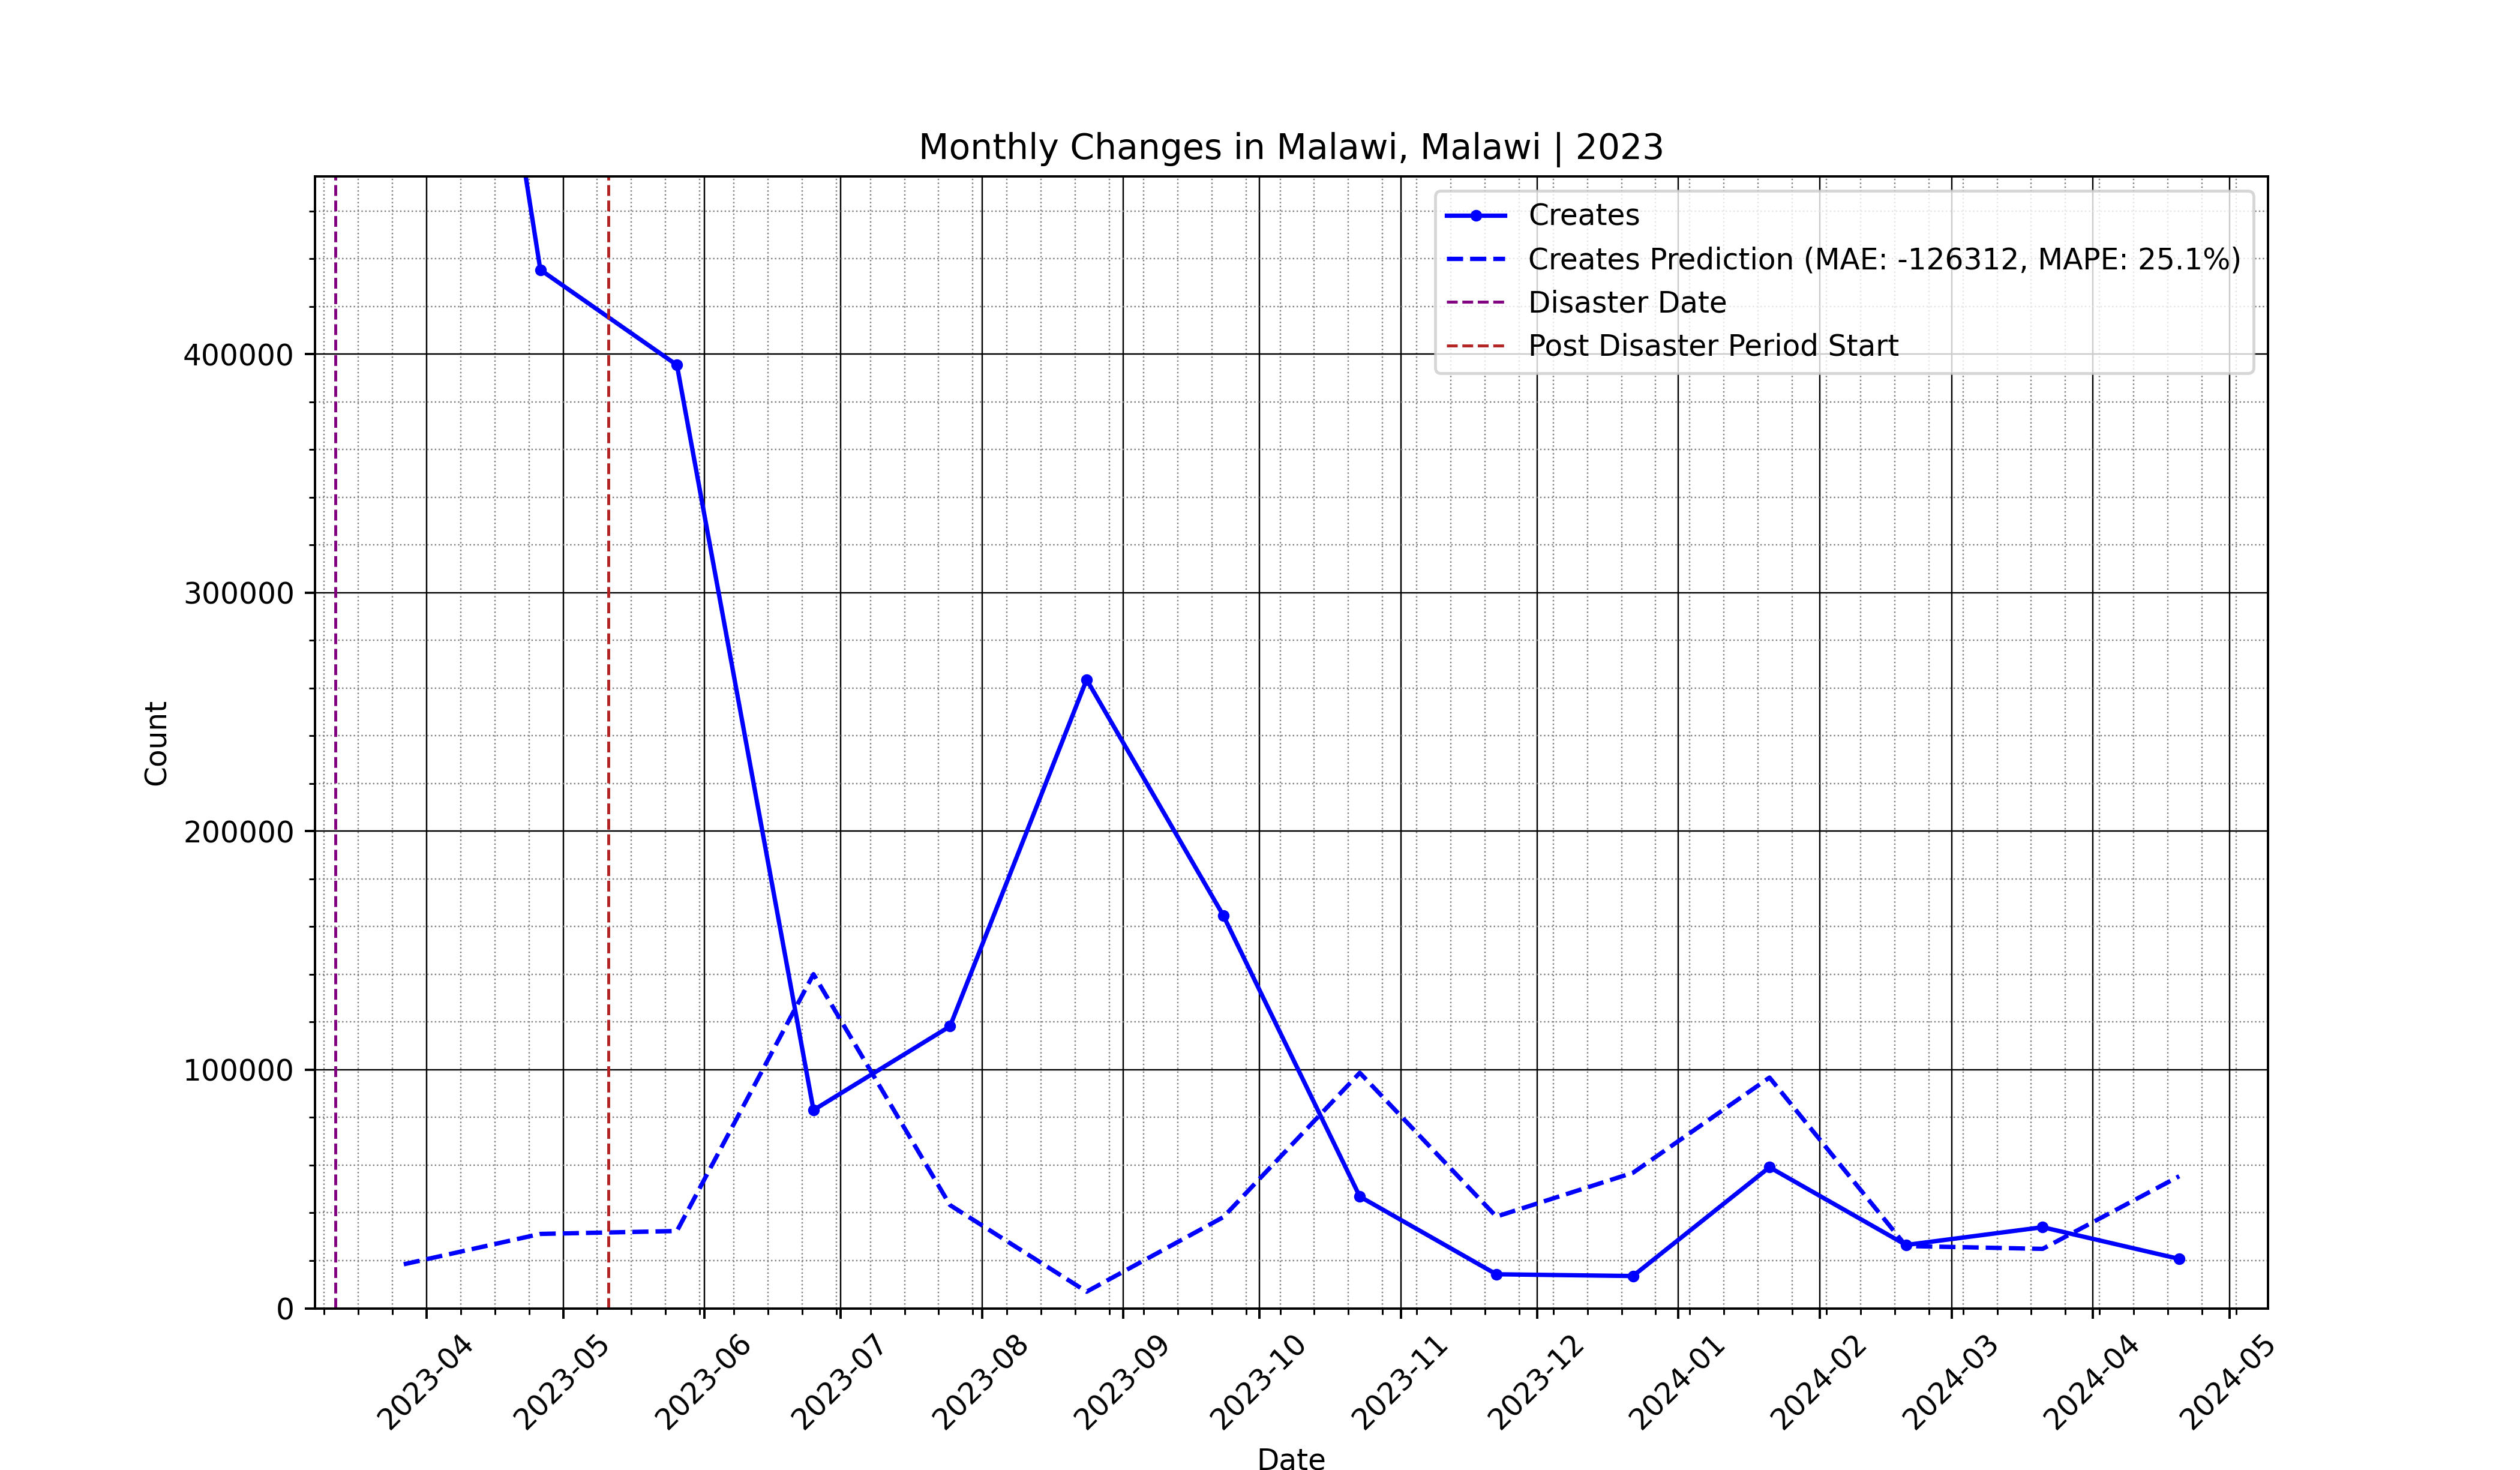 Monthly Changes in Malawi, Malawi | 2023
Creates
Creates Prediction (MAE: -126312, MAPE: 25.1%)
Disaster Date
Post Disaster Period Start
400000
300000
200000
100000
0
Count
2023-04
2023-05
2023-06
2023-07
2023-08
2023-09
2023-10
2023-11
2023-12
2024-01
2024-02
2024-03
2024-04
2024-05
Date